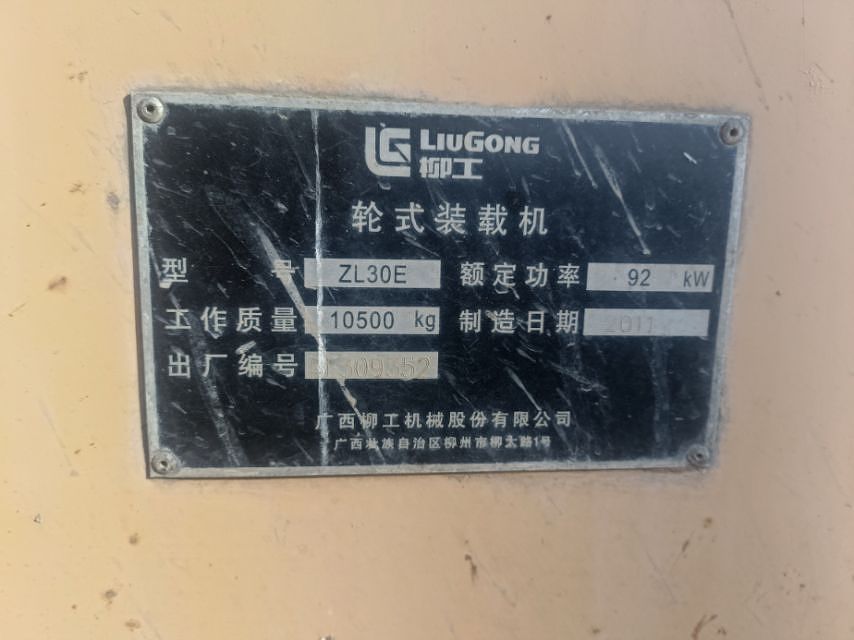 LIUGONG
柳工
轮式装载机
型 号 ZL30E 额定功率 92 kW
工作质量 10500 kg 制造日期 2011
出厂编号
广西柳工机械股份有限公司
广西壮族自治区柳州市柳太路1号